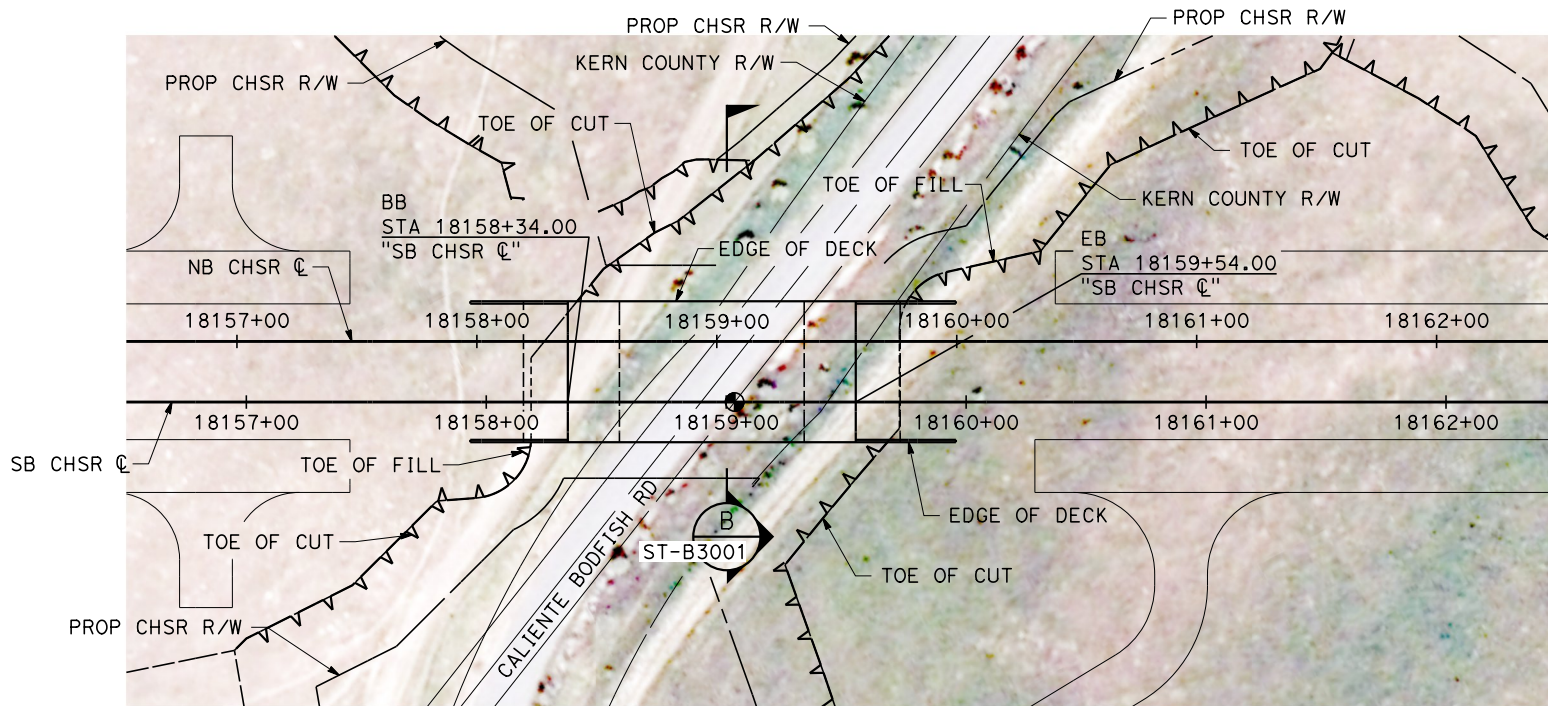 PROP CHSR R/W
PROP CHSR R/W
KERN COUNTY R/W
PROP CHSR R/W
TOE OF CUT
TOE OF CUT
TOE OF FILL
KERN COUNTY R/W
BB
STA 18158+34.00
"SB CHSR ℄"
EDGE OF DECK
EB
STA 18159+54.00
"SB CHSR ℄"
NB CHSR ℄
18157+00 18158+00 18159+00 18160+00 18161+00 18162+00
18157+00 18158+00 18159+00 18160+00 18161+00 18162+00
SB CHSR ℄
TOE OF FILL
CALIENTE BODFISH RD
B
ST-B3001
EDGE OF DECK
TOE OF CUT
TOE OF CUT
PROP CHSR R/W